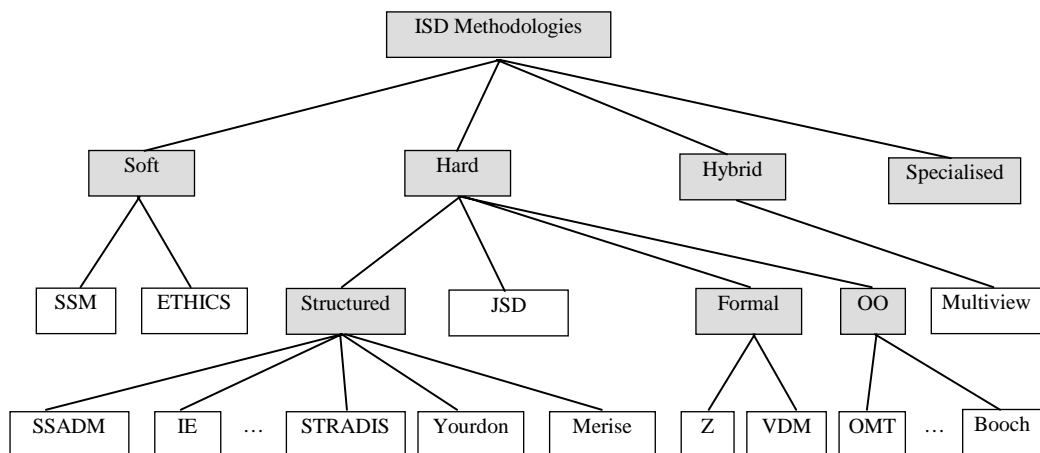 ISD Methodologies
Soft
Hard
Hybrid
Specialised
SSM
ETHICS
Structured
JSD
Formal
OO
Multiview
SSADM
IE
…
STRADIS
Yourdon
Merise
Z
VDM
OMT
…
Booch